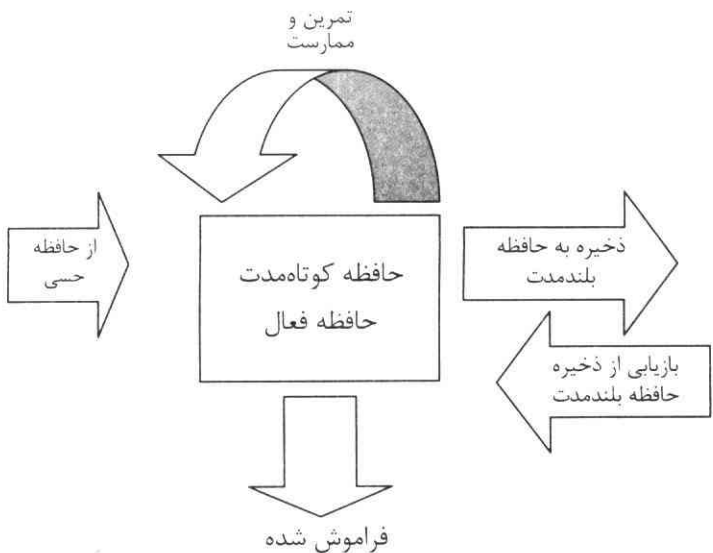 تمرین و
ممارست
از حافظه
حسی
حافظه کوتاه‌مدت
حافظه فعال
ذخیره به حافظه
بلندمدت
بازیابی از ذخیره
حافظه بلندمدت
فراموش شده